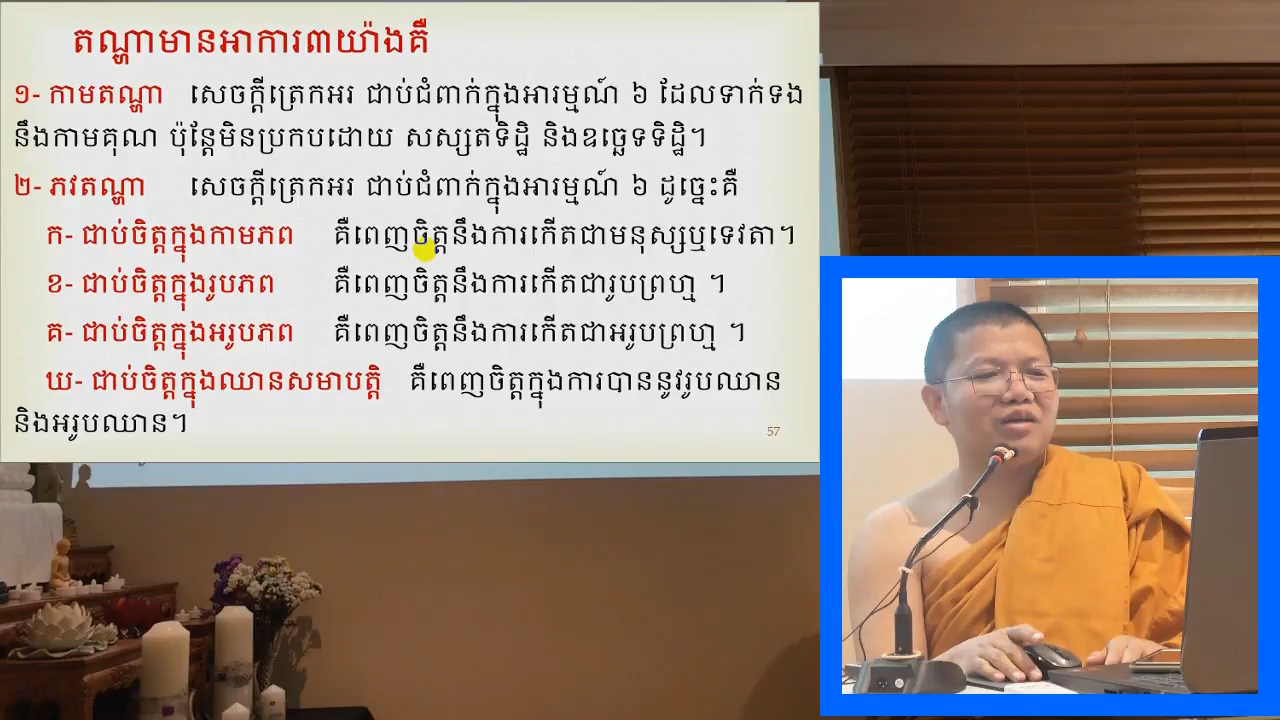 តណ្ហាមានអាការ៣យ៉ាងគឺ
១- កាមតណ្ហា សេចក្តីត្រេកអរ ជាប់ជំពាក់ក្នុងអារម្មណ៍ ៦ ដែលទាក់ទង
នឹងកាមគុណ ប៉ុន្តែមិនប្រកបដោយ សស្សតទិដ្ឋិ និងឧច្ឆេទទិដ្ឋិ។
២- ភវតណ្ហា សេចក្តីត្រេកអរ ជាប់ជំពាក់ក្នុងអារម្មណ៍ ៦ ដូច្នេះគឺ
ក- ជាប់ចិត្តក្នុងកាមភព គឺពេញចិត្តនឹងការកើតជាមនុស្សឬទេវតា។
ខ- ជាប់ចិត្តក្នុងរូបភព គឺពេញចិត្តនឹងការកើតជារូបព្រហ្ម ។
គ- ជាប់ចិត្តក្នុងអរូបភព គឺពេញចិត្តនឹងការកើតជាអរូបព្រហ្ម ។
ឃ- ជាប់ចិត្តក្នុងឈានសមាបត្តិ គឺពេញចិត្តក្នុងការបាននូវរូបឈាន
និងអរូបឈាន។
57